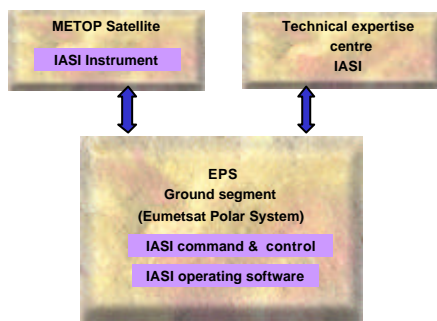 METOP Satellite
IASI Instrument
Technical expertise
centre
IASI
EPS
Ground segment
(Eumetsat Polar System)
IASI command & control
IASI operating software